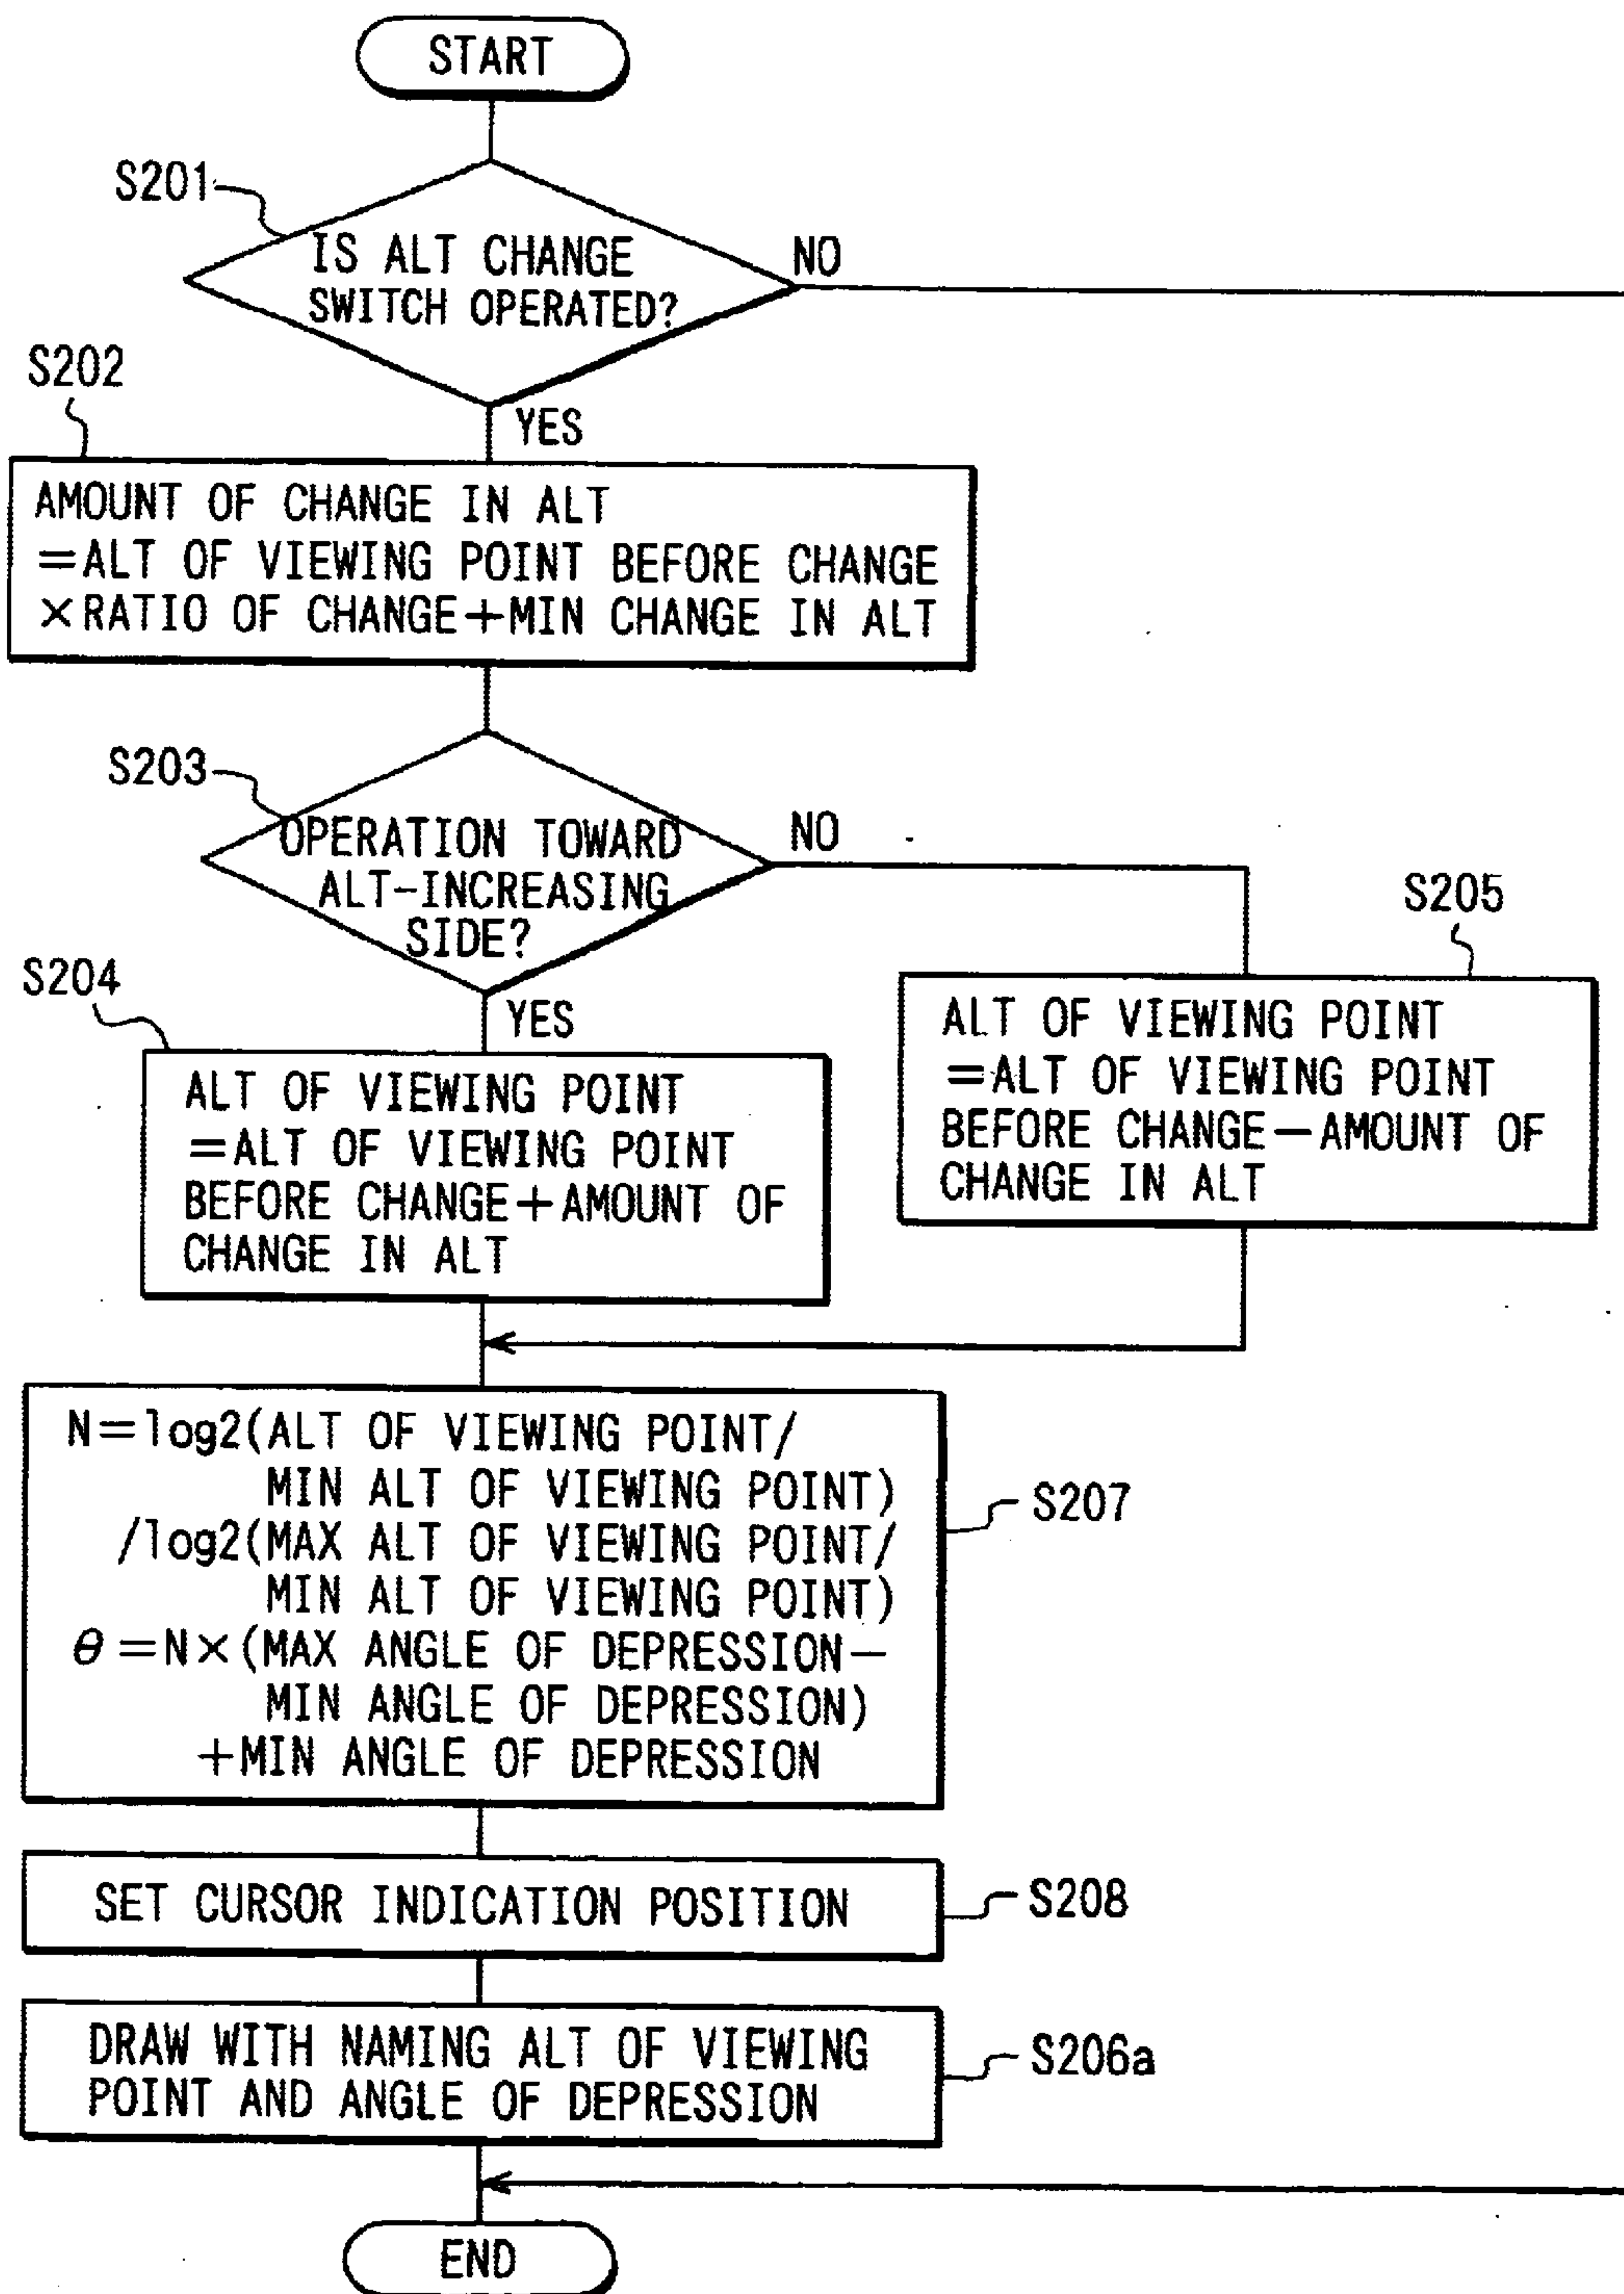 START
S201
IS ALT CHANGE
SWITCH OPERATED?
NO
YES
S202
AMOUNT OF CHANGE IN ALT
=ALT OF VIEWING POINT BEFORE CHANGE
×RATIO OF CHANGE+MIN CHANGE IN ALT
S203
OPERATION TOWARD
ALT-INCREASING
SIDE?
NO
YES
S204
ALT OF VIEWING POINT
=ALT OF VIEWING POINT
BEFORE CHANGE+AMOUNT OF
CHANGE IN ALT
S205
ALT OF VIEWING POINT
=ALT OF VIEWING POINT
BEFORE CHANGE−AMOUNT OF
CHANGE IN ALT
N=log2(ALT OF VIEWING POINT/
MIN ALT OF VIEWING POINT)
/log2(MAX ALT OF VIEWING POINT/
MIN ALT OF VIEWING POINT)
θ=N×(MAX ANGLE OF DEPRESSION−
MIN ANGLE OF DEPRESSION)
+MIN ANGLE OF DEPRESSION
S207
SET CURSOR INDICATION POSITION
S208
DRAW WITH NAMING ALT OF VIEWING
POINT AND ANGLE OF DEPRESSION
S206a
END